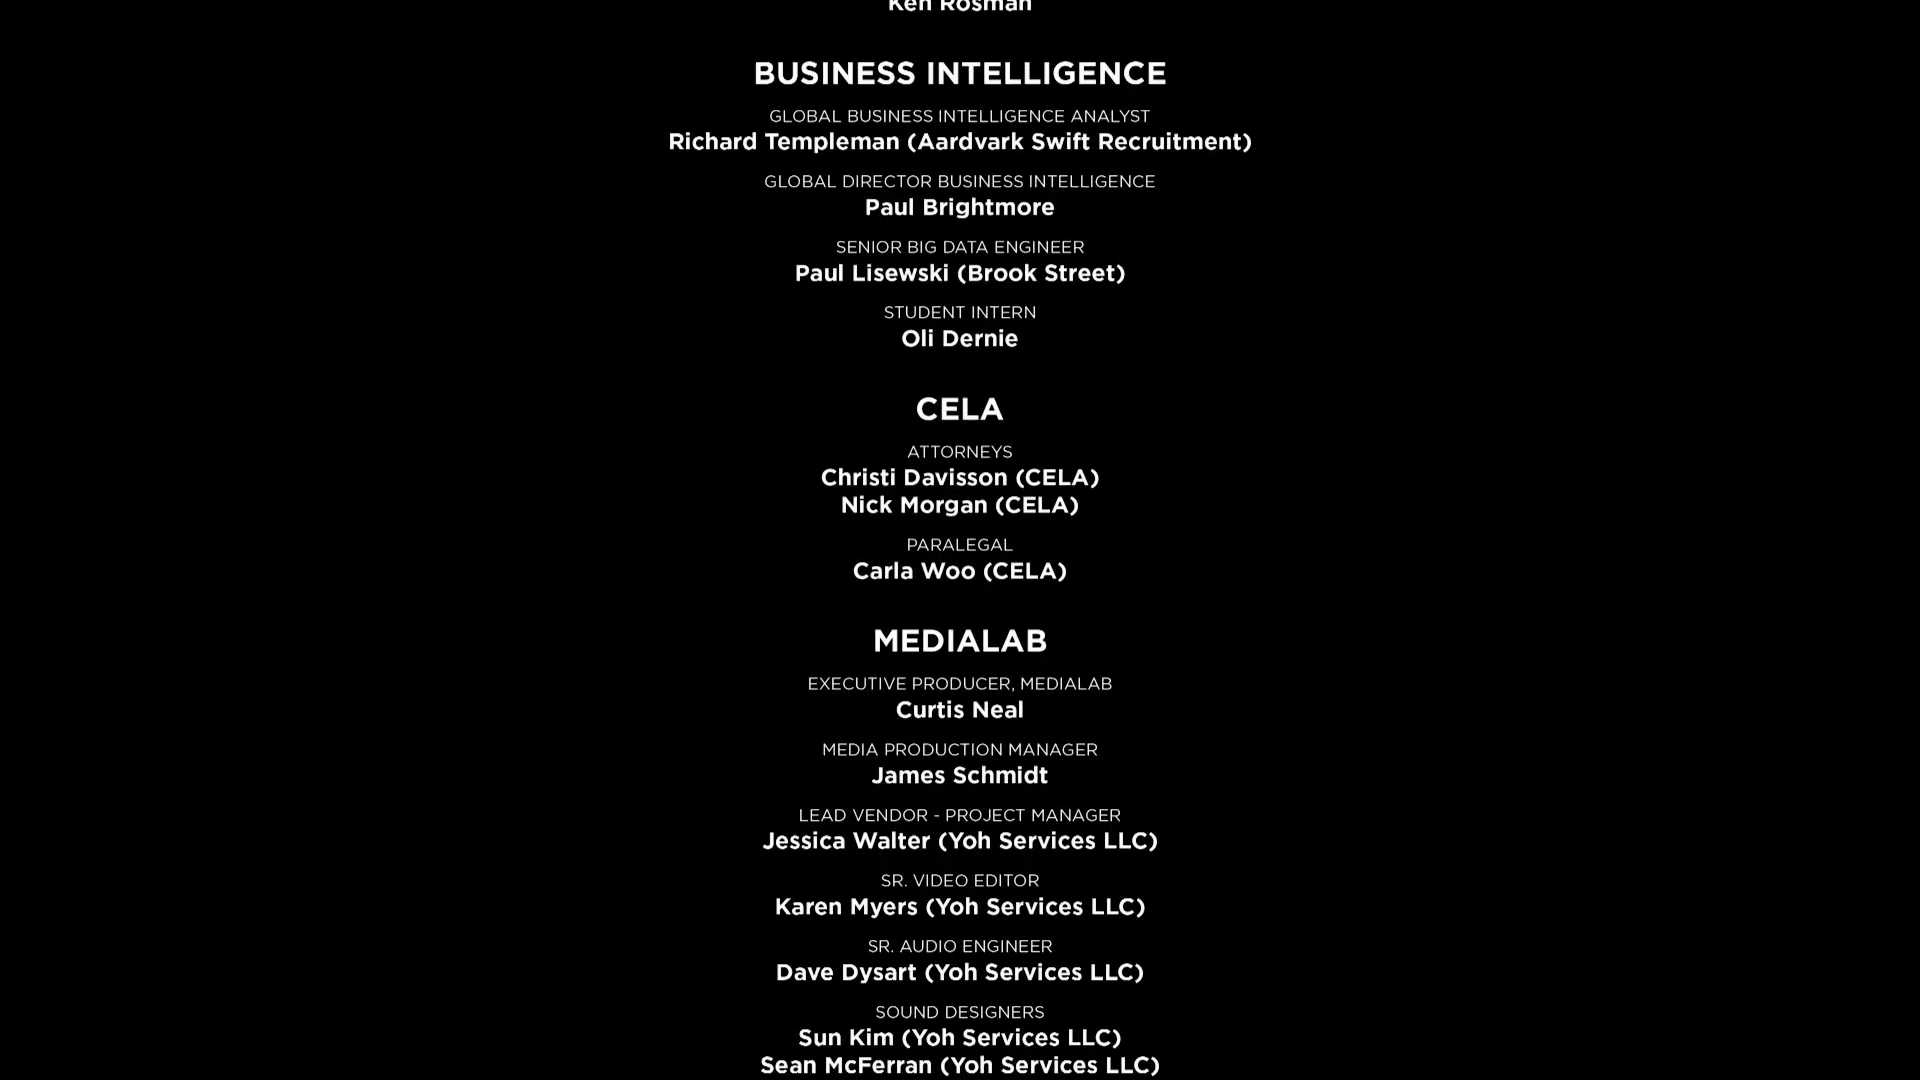 Ken Rosman
BUSINESS INTELLIGENCE
GLOBAL BUSINESS INTELLIGENCE ANALYST
Richard Templeman (Aardvark Swift Recruitment)
GLOBAL DIRECTOR BUSINESS INTELLIGENCE
Paul Brightmore
SENIOR BIG DATA ENGINEER
Paul Lisewski (Brook Street)
STUDENT INTERN
Oli Dernie
CELA
ATTORNEYS
Christi Davisson (CELA)
Nick Morgan (CELA)
PARALEGAL
Carla Woo (CELA)
MEDIALAB
EXECUTIVE PRODUCER, MEDIALAB
Curtis Neal
MEDIA PRODUCTION MANAGER
James Schmidt
LEAD VENDOR - PROJECT MANAGER
Jessica Walter (Yoh Services LLC)
SR. VIDEO EDITOR
Karen Myers (Yoh Services LLC)
SR. AUDIO ENGINEER
Dave Dysart (Yoh Services LLC)
SOUND DESIGNERS
Sun Kim (Yoh Services LLC)
Sean McFerran (Yoh Services LLC)